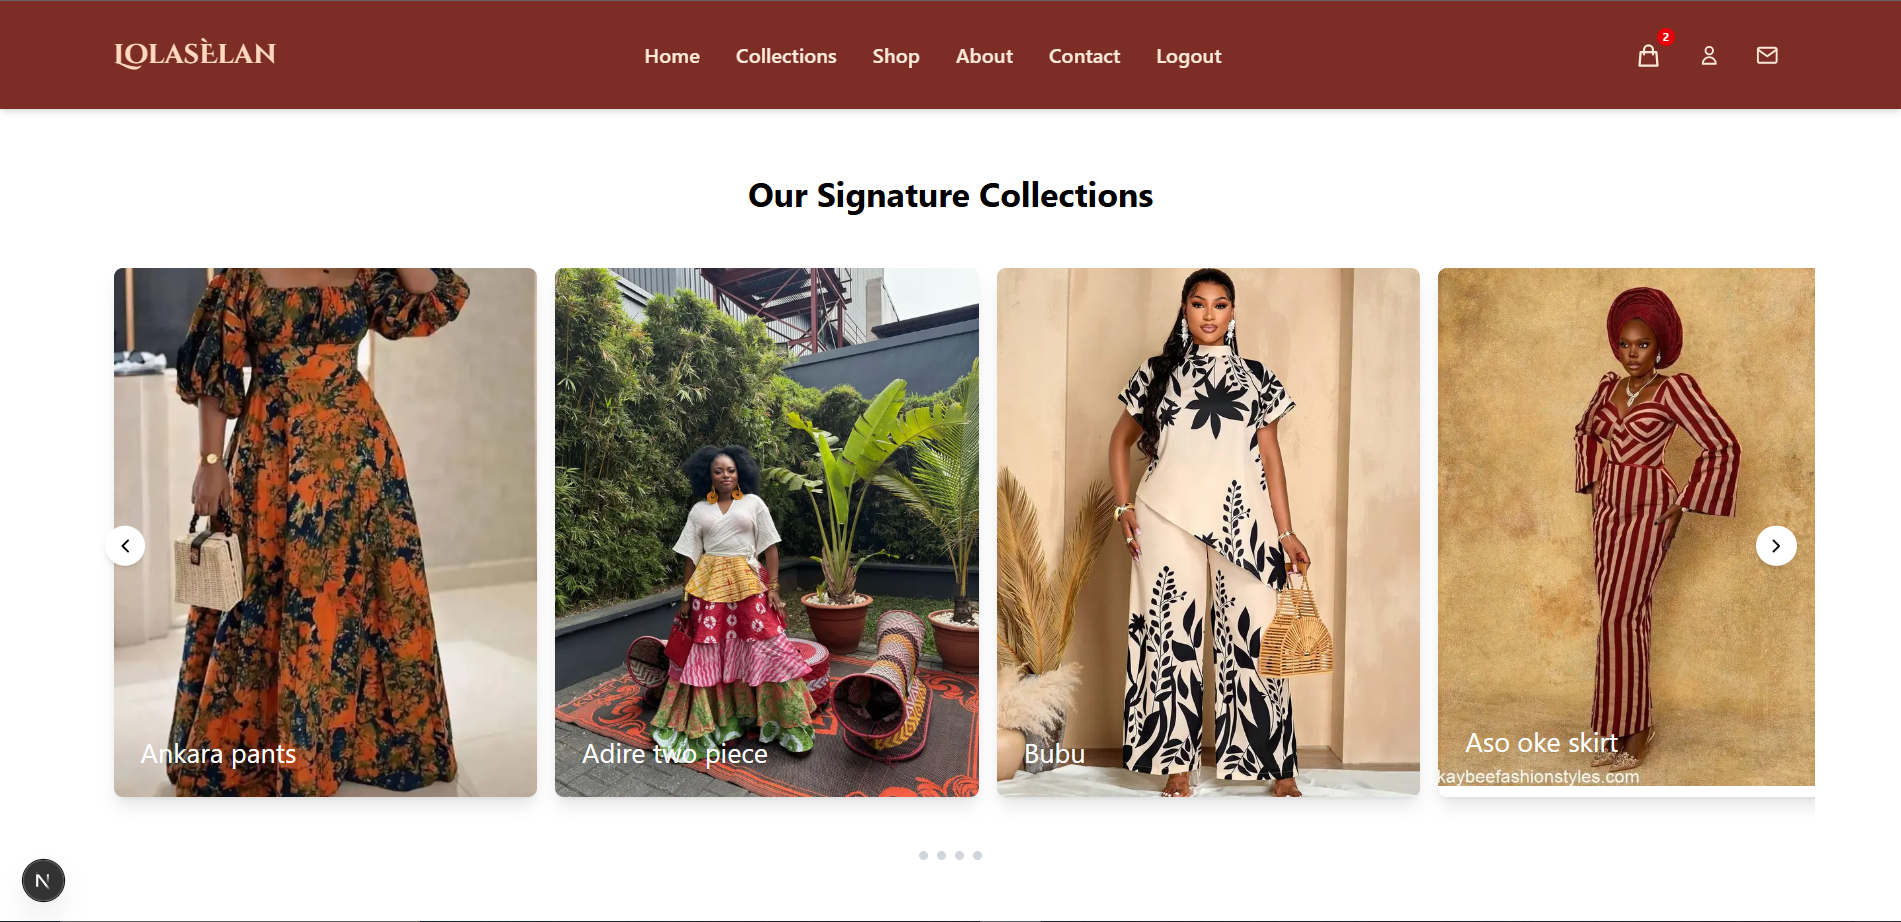 LOLASÈLAN
Home Collections Shop About Contact Logout
2
Our Signature Collections
Ankara pants
Adire two piece
Bubu
Aso oke skirt
kaybeefashionstyles.com
N